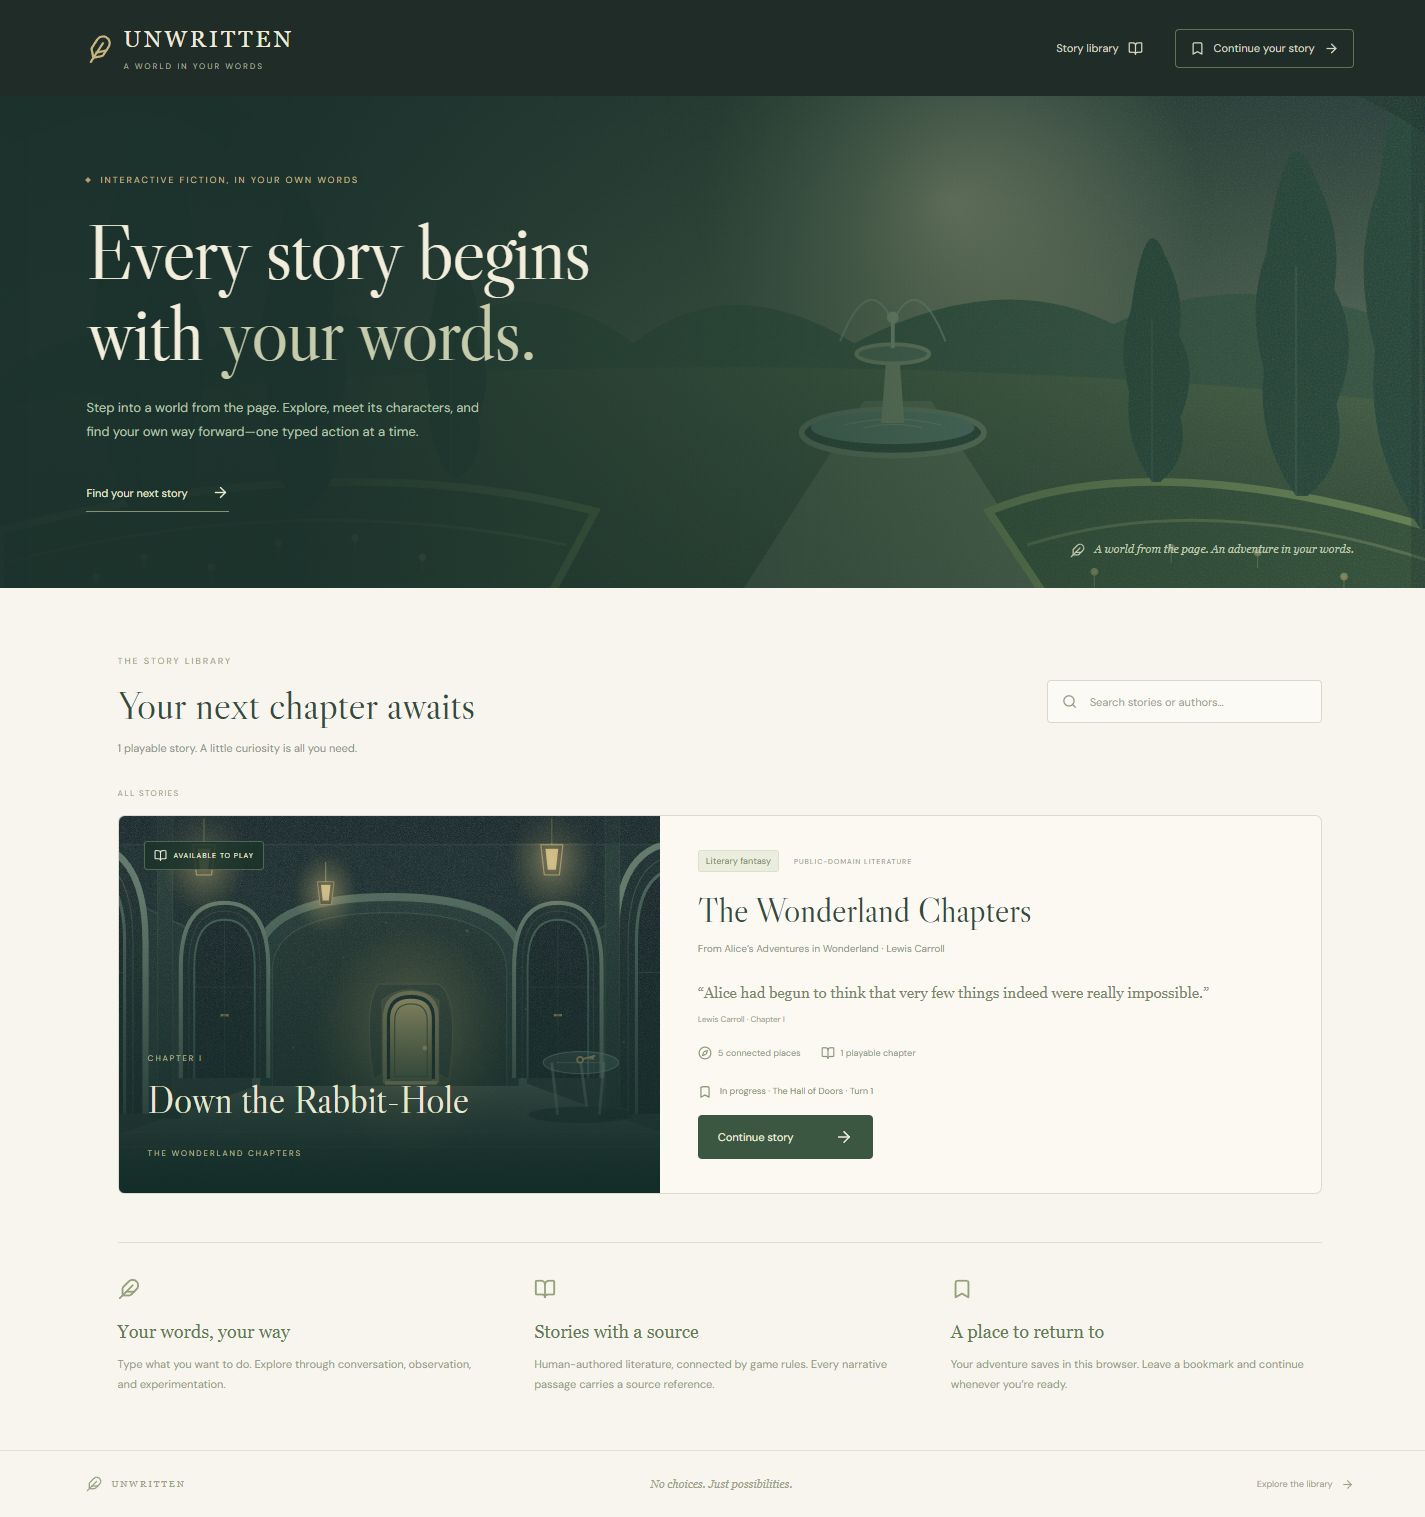 UNWRITTEN
A WORLD IN YOUR WORDS
Story library
Continue your story
INTERACTIVE FICTION, IN YOUR OWN WORDS
Every story begins
with your words.
Step into a world from the page. Explore, meet its characters, and
find your own way forward—one typed action at a time.
Find your next story
A world from the page. An adventure in your words.
THE STORY LIBRARY
Your next chapter awaits
1 playable story. A little curiosity is all you need.
Search stories or authors…
ALL STORIES
AVAILABLE TO PLAY
CHAPTER I
Down the Rabbit-Hole
THE WONDERLAND CHAPTERS
Literary fantasy
PUBLIC-DOMAIN LITERATURE
The Wonderland Chapters
From Alice’s Adventures in Wonderland · Lewis Carroll
“Alice had begun to think that very few things indeed were really impossible.”
Lewis Carroll · Chapter I
5 connected places
1 playable chapter
In progress · The Hall of Doors · Turn 1
Continue story
Your words, your way
Type what you want to do. Explore through conversation, observation,
and experimentation.
Stories with a source
Human-authored literature, connected by game rules. Every narrative
passage carries a source reference.
A place to return to
Your adventure saves in this browser. Leave a bookmark and continue
whenever you’re ready.
UNWRITTEN
No choices. Just possibilities.
Explore the library